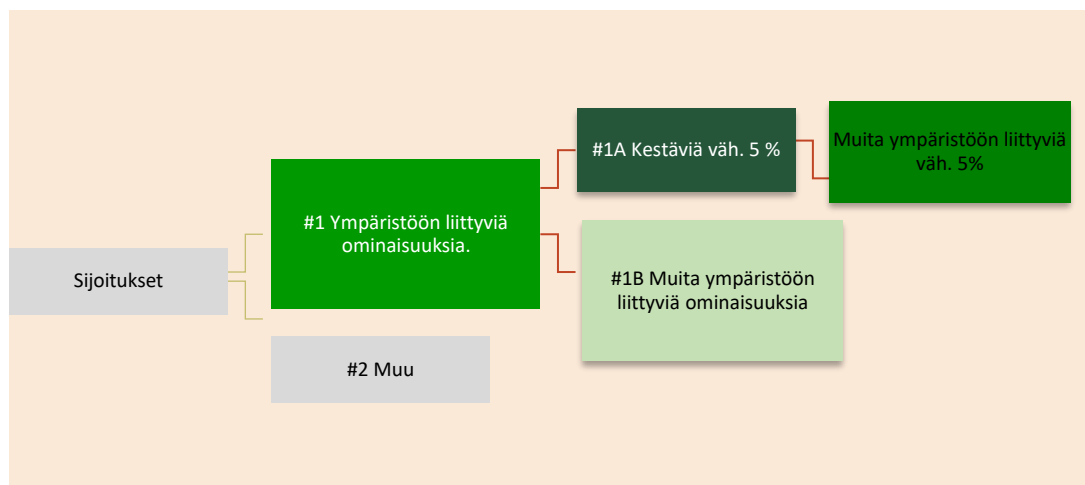 Sijoitukset
#1 Ympäristöön liittyviä
ominaisuuksia.
#2 Muu
#1A Kestäviä väh. 5 %
#1B Muita ympäristöön
liittyviä ominaisuuksia
Muita ympäristöön liittyviä
väh. 5%